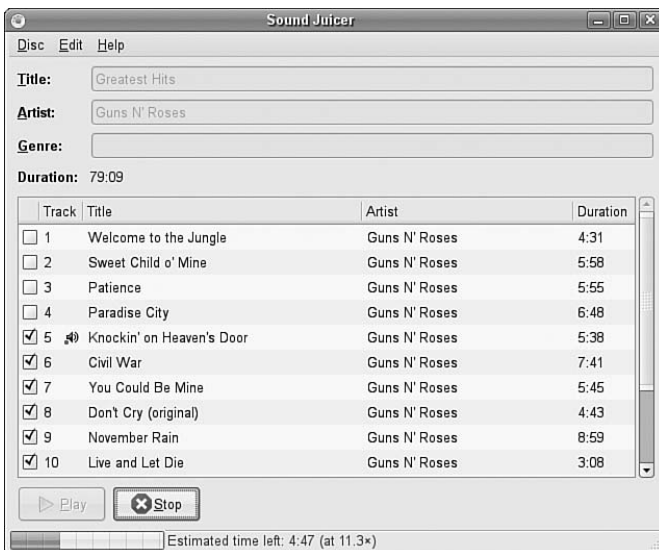 Sound Juicer
Disc Edit Help
Title: Greatest Hits
Artist: Guns N' Roses
Genre:
Duration: 79:09
Track Title Artist Duration
1 Welcome to the Jungle Guns N' Roses 4:31
2 Sweet Child o' Mine Guns N' Roses 5:58
3 Patience Guns N' Roses 5:55
4 Paradise City Guns N' Roses 6:48
5 Knockin' on Heaven's Door Guns N' Roses 5:38
6 Civil War Guns N' Roses 7:41
7 You Could Be Mine Guns N' Roses 5:45
8 Don't Cry (original) Guns N' Roses 4:43
9 November Rain Guns N' Roses 8:59
10 Live and Let Die Guns N' Roses 3:08
Play Stop
Estimated time left: 4:47 (at 11.3×)